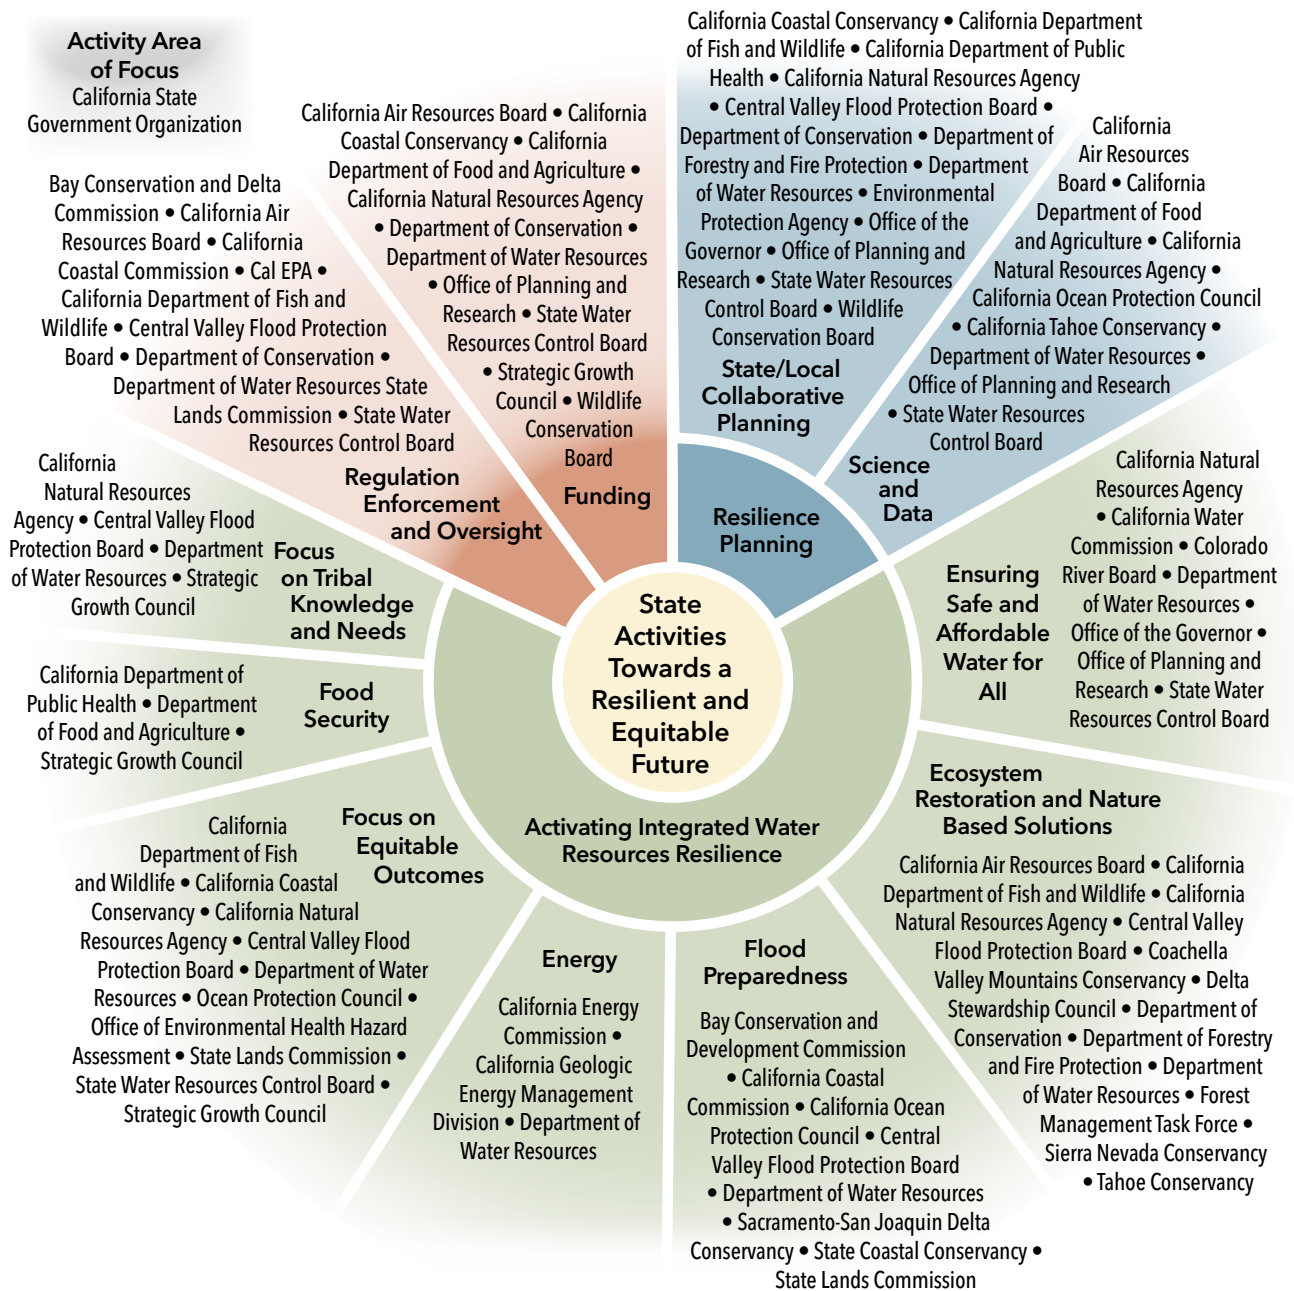 Activity Area
of Focus
California State
Government Organization
California Air Resources Board • California
Coastal Conservancy • California
Department of Food and Agriculture •
California Natural Resources Agency
• Department of Conservation •
Department of Water Resources
• Office of Planning and
Research • State Water
Resources Control Board
• Strategic Growth
Council • Wildlife
Conservation
Board
Funding
California Coastal Conservancy • California Department
of Fish and Wildlife • California Department of Public
Health • California Natural Resources Agency
• Central Valley Flood Protection Board •
Department of Conservation • Department of
Forestry and Fire Protection • Department
of Water Resources • Environmental
Protection Agency • Office of the
Governor • Office of Planning and
Research • State Water Resources
Control Board • Wildlife
Conservation Board
State/Local
Collaborative
Planning
California
Air Resources
Board • California
Department of Food
and Agriculture • California
Natural Resources Agency •
California Ocean Protection Council
• California Tahoe Conservancy •
Department of Water Resources •
Office of Planning and Research
• State Water Resources
Control Board
Science
and
Data
Resilience
Planning
Bay Conservation and Delta
Commission • California Air
Resources Board • California
Coastal Commission • Cal EPA •
California Department of Fish and
Wildlife • Central Valley Flood Protection
Board • Department of Conservation •
Department of Water Resources State
Lands Commission • State Water
Resources Control Board
Regulation
Enforcement
and Oversight
California
Natural Resources
Agency • Central Valley Flood
Protection Board • Department
of Water Resources • Strategic
Growth Council
Focus
on Tribal
Knowledge
and Needs
State
Activities
Towards a
Resilient and
Equitable
Future
Ensuring
Safe and
Affordable
Water for
All
California Natural
Resources Agency
• California Water
Commission • Colorado
River Board • Department
of Water Resources •
Office of the Governor •
Office of Planning and
Research • State Water
Resources Control Board
California Department of
Public Health • Department
of Food and Agriculture •
Strategic Growth Council
Food
Security
Activating Integrated Water
Resources Resilience
Ecosystem
Restoration and Nature
Based Solutions
California Air Resources Board • California
Department of Fish and Wildlife • California
Natural Resources Agency • Central Valley
Flood Protection Board • Coachella
Valley Mountains Conservancy • Delta
Stewardship Council • Department of
Conservation • Department of Forestry
and Fire Protection • Department
of Water Resources • Forest
Management Task Force •
Sierra Nevada Conservancy
• Tahoe Conservancy
Focus on
Equitable
Outcomes
California
Department of Fish
and Wildlife • California Coastal
Conservancy • California Natural
Resources Agency • Central Valley Flood
Protection Board • Department of Water
Resources • Ocean Protection Council •
Office of Environmental Health Hazard
Assessment • State Lands Commission •
State Water Resources Control Board •
Strategic Growth Council
Energy
California Energy
Commission •
California Geologic
Energy Management
Division • Department of
Water Resources
Flood
Preparedness
Bay Conservation and
Development Commission
• California Coastal
Commission • California Ocean
Protection Council • Central
Valley Flood Protection Board
• Department of Water Resources
• Sacramento-San Joaquin Delta
Conservancy • State Coastal Conservancy •
State Lands Commission